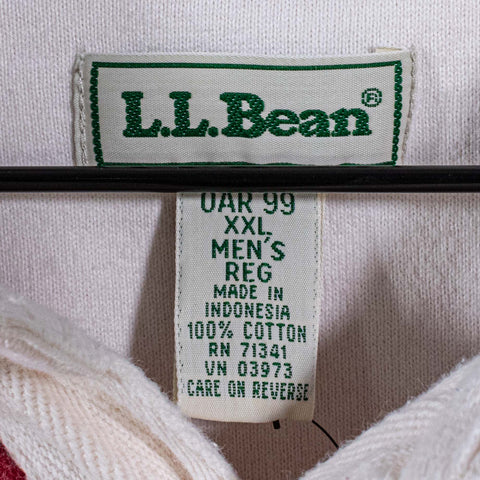 L.L.Bean®
OAR 99
XXL
MEN'S
REG
MADE IN
INDONESIA
100% COTTON
RN 71341
VN 03973
CARE ON REVERSE